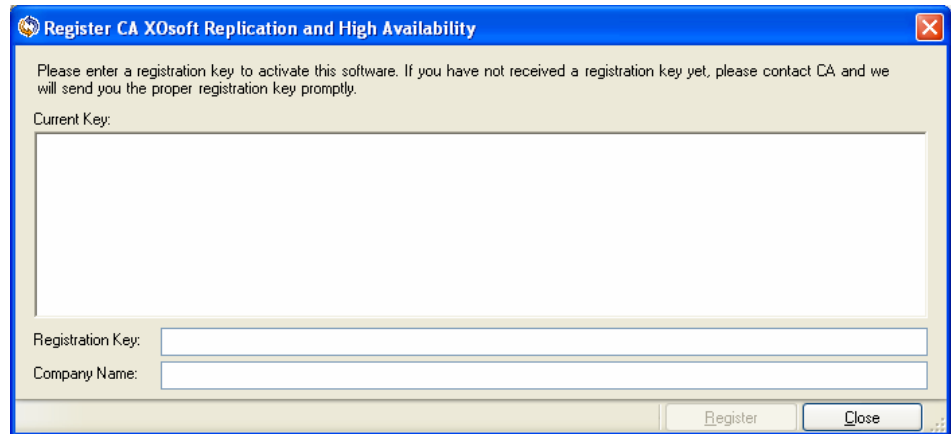 Register CA XOsoft Replication and High Availability
Please enter a registration key to activate this software. If you have not received a registration key yet, please contact CA and we
will send you the proper registration key promptly.
Current Key:
Registration Key:
Company Name:
Register
Close